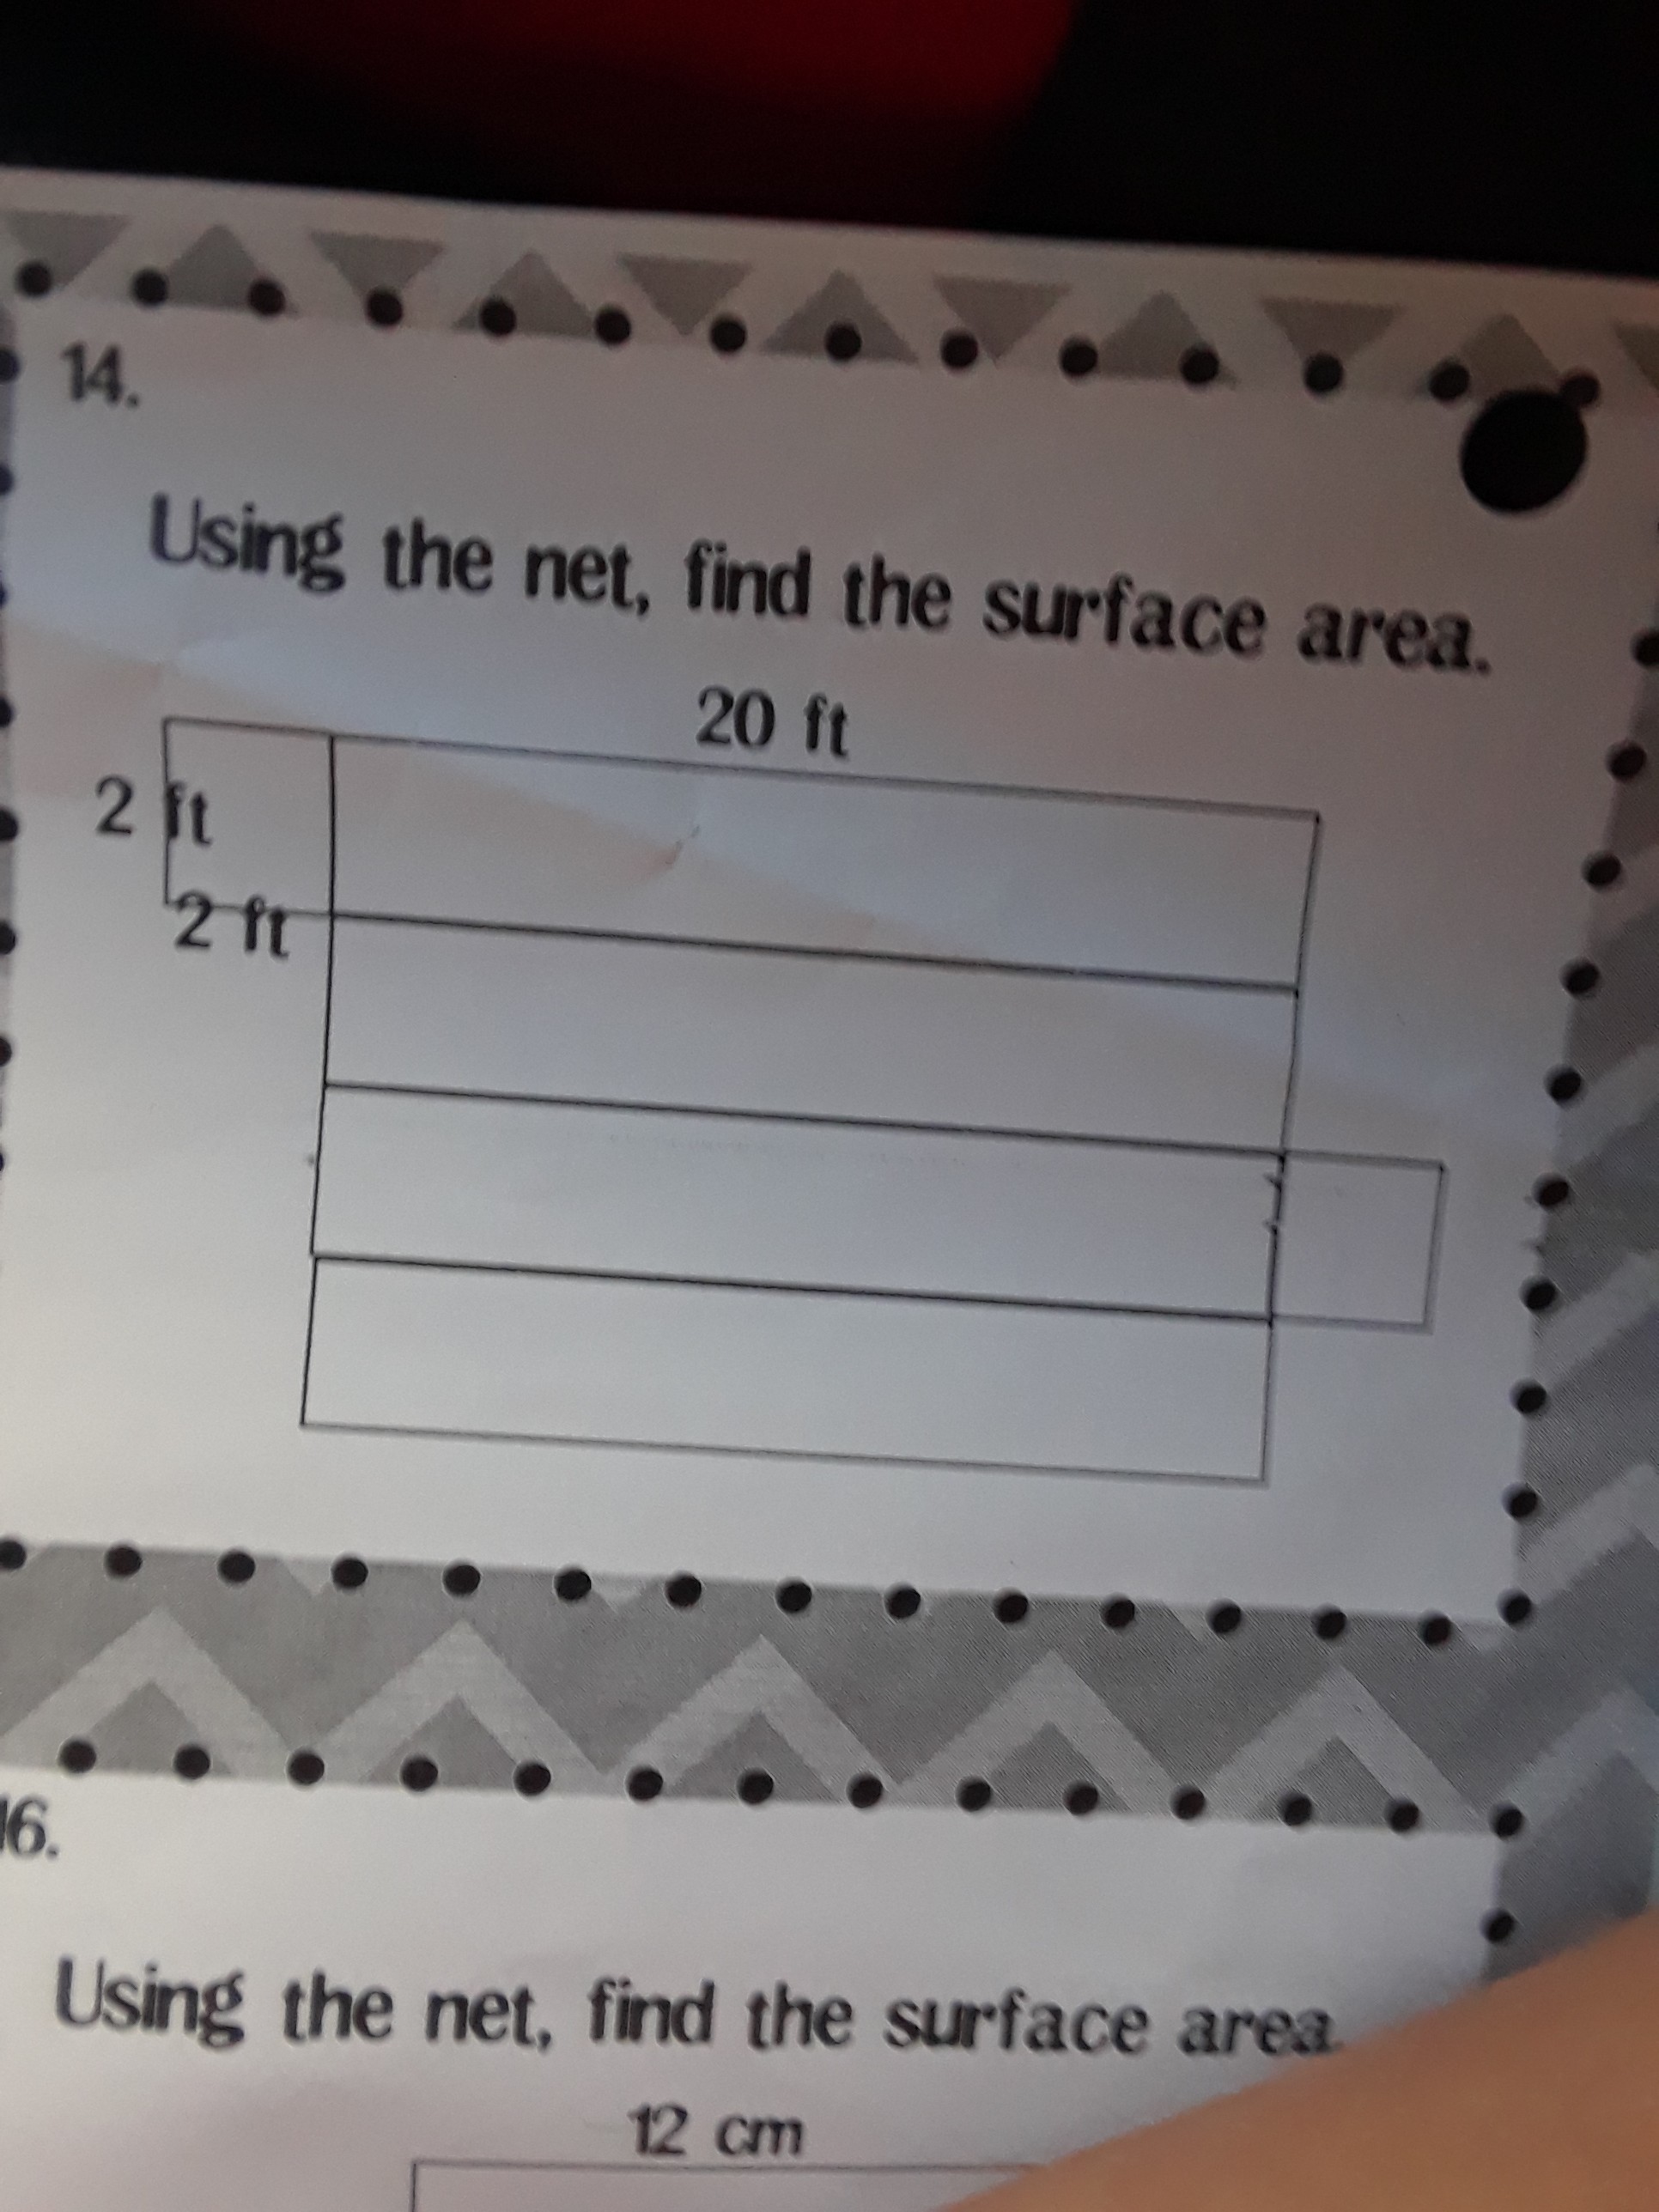 14.
Using the net, find the surface area.
20 ft
2 ft
2 ft
16.
Using the net, find the surface area.
12 cm